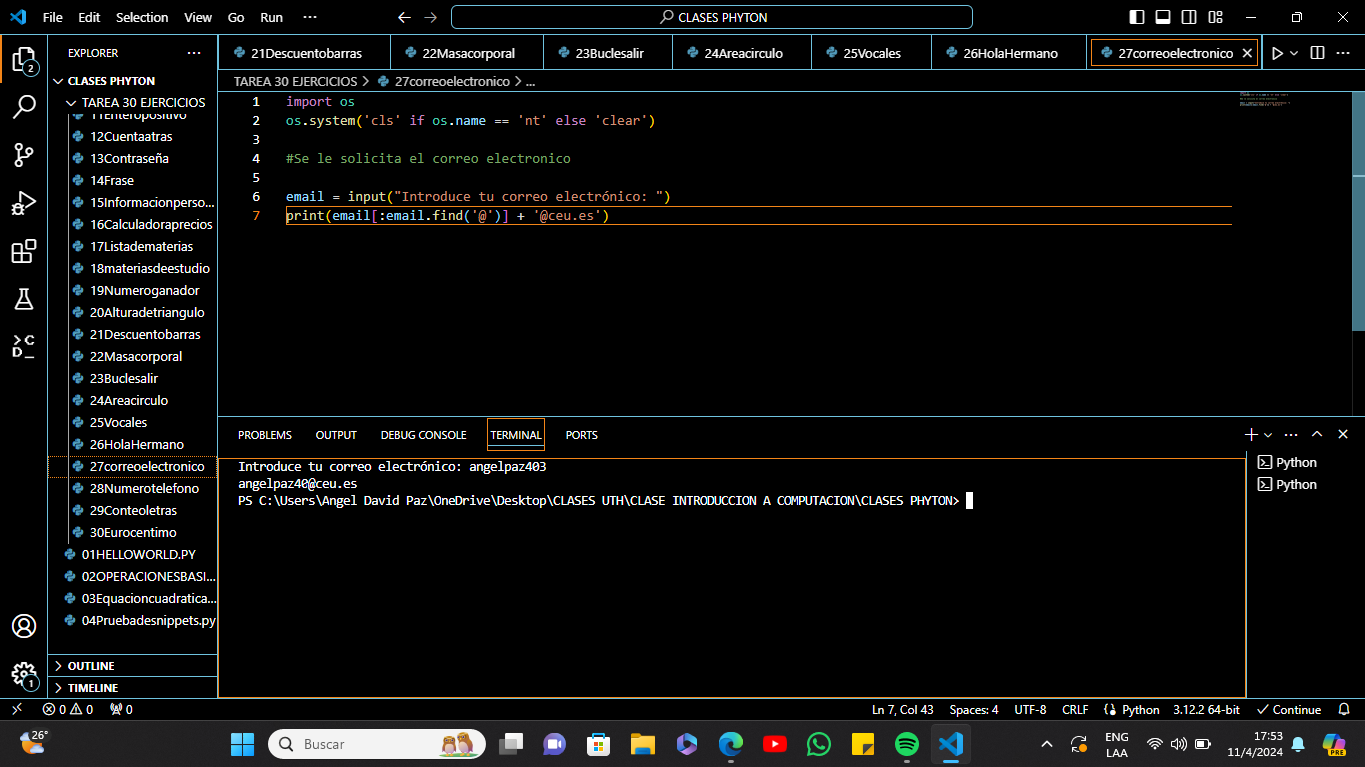 File Edit Selection View Go Run ··· CLASES PHYTON
EXPLORER ···
21Descuentobarras 22Masacorporal 23Buclesalir 24Areacirculo 25Vocales 26HolaHermano 27correoelectronico
2
CLASES PHYTON
TAREA 30 EJERCICIOS > 27correoelectronico > ...
TAREA 30 EJERCICIOS
11Enteropositivo
12Cuentaatras
13Contraseña
14Frase
15Informacionperso...
16Calculadoraprecios
17Listadematerias
18materiasdeestudio
19Numeroganador
20Alturadetriangulo
21Descuentobarras
22Masacorporal
23Buclesalir
24Areacirculo
25Vocales
26HolaHermano
27correoelectronico
28Numerotelefono
29Conteoletras
30Eurocentimo
01HELLOWORLD.PY
02OPERACIONESBASI...
03Equacioncuadratica...
04Pruebadesnippets.py
OUTLINE
TIMELINE
1
1 import os
2 os.system('cls' if os.name == 'nt' else 'clear')
3
4 #Se le solicita el correo electronico
5
6 email = input("Introduce tu correo electrónico: ")
7 print(email[:email.find('@')] + '@ceu.es')
PROBLEMS OUTPUT DEBUG CONSOLE TERMINAL PORTS
Introduce tu correo electrónico: angelpaz403
angelpaz40@ceu.es
PS C:\Users\Angel David Paz\OneDrive\Desktop\CLASES UTH\CLASE INTRODUCCION A COMPUTACION\CLASES PHYTON>
Python
Python
0 0 0 Ln 7, Col 43 Spaces: 4 UTF-8 CRLF Python 3.12.2 64-bit Continue
26° Buscar ENG
LAA
17:53
11/4/2024
PRE